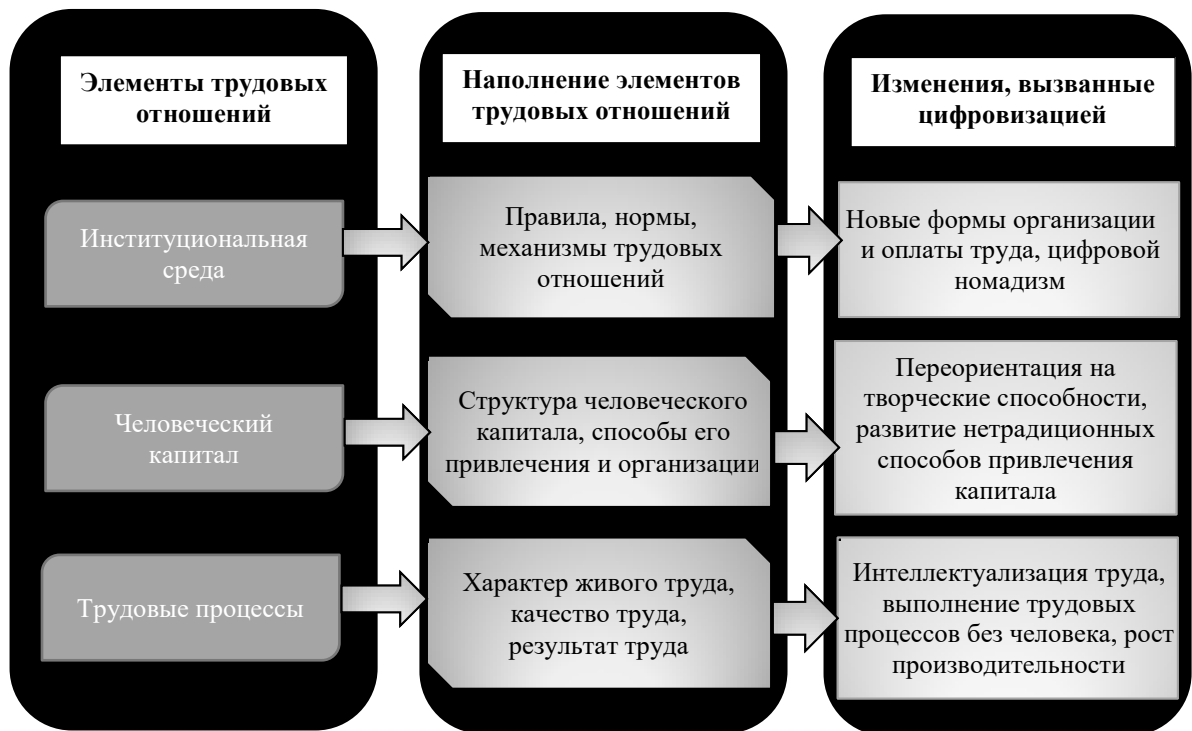 Элементы трудовых
отношений
Наполнение элементов
трудовых отношений
Изменения, вызванные
цифровизацией
Институциональная
среда
Правила, нормы,
механизмы трудовых
отношений
Новые формы организации
и оплаты труда, цифровой
номадизм
Человеческий
капитал
Структура человеческого
капитала, способы его
привлечения и организации
Переориентация на
творческие способности,
развитие нетрадиционных
способов привлечения
капитала
Трудовые процессы
Характер живого труда,
качество труда,
результат труда
Интеллектуализация труда,
выполнение трудовых
процессов без человека, рост
производительности